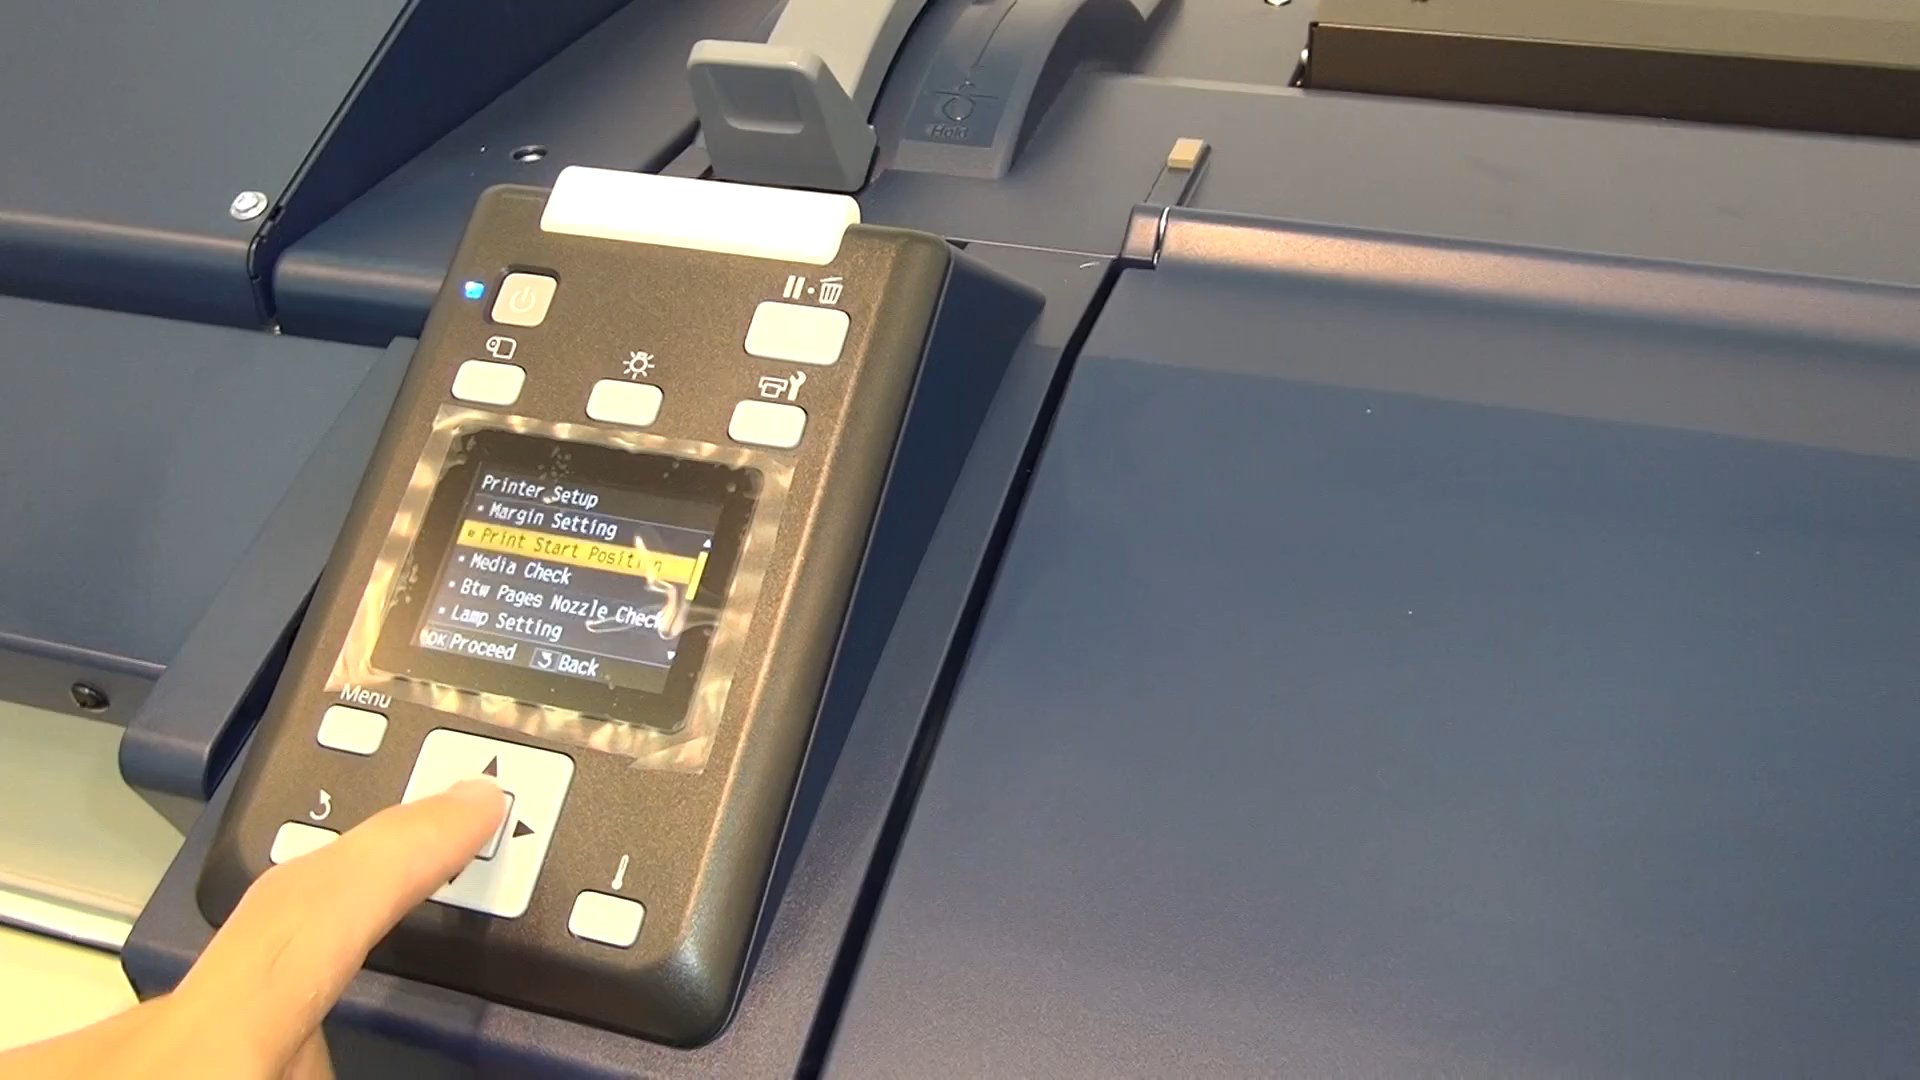 Hold
Printer Setup
Margin Setting
Print Start Position
Media Check
Btw Pages Nozzle Check
Lamp Setting
OK Proceed Back
Menu